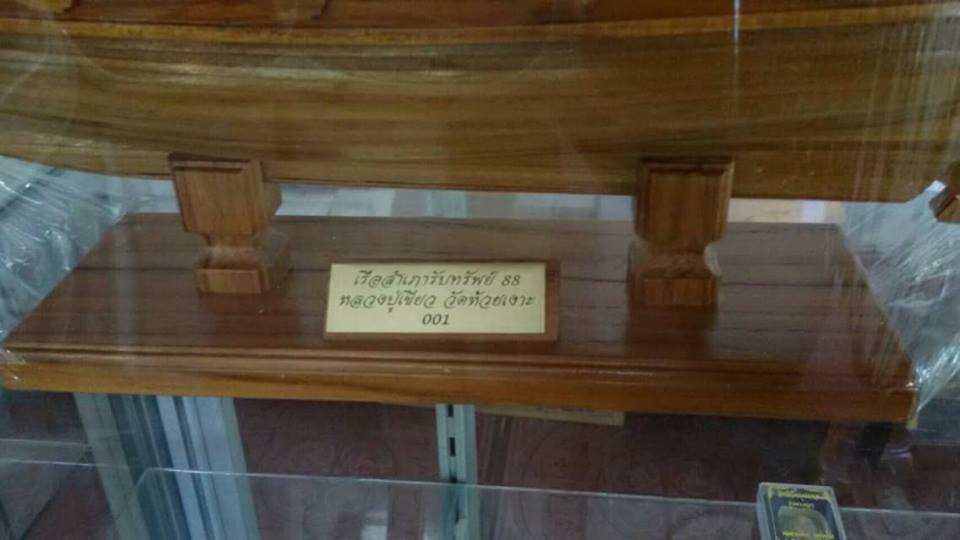 เรือสำเภารับทรัพย์ 88
หลวงปู่เขียว วัดห้วยเงาะ
001